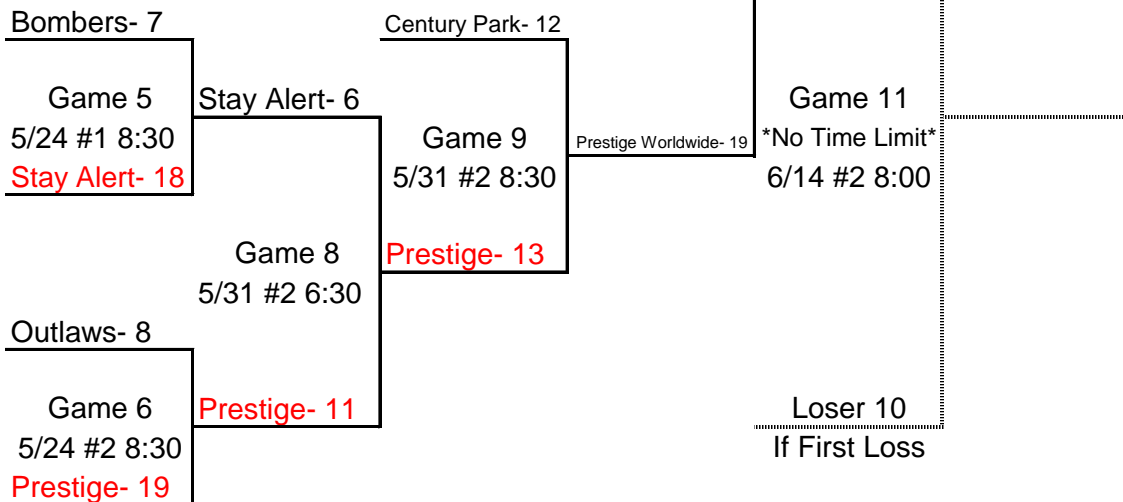 Bombers- 7
Century Park- 12
Game 5
Stay Alert- 6
Game 11
5/24 #1 8:30
Game 9
Prestige Worldwide- 19
*No Time Limit*
Stay Alert- 18
5/31 #2 8:30
6/14 #2 8:00
Game 8
Prestige- 13
5/31 #2 6:30
Outlaws- 8
Game 6
Prestige- 11
Loser 10
5/24 #2 8:30
If First Loss
Prestige- 19